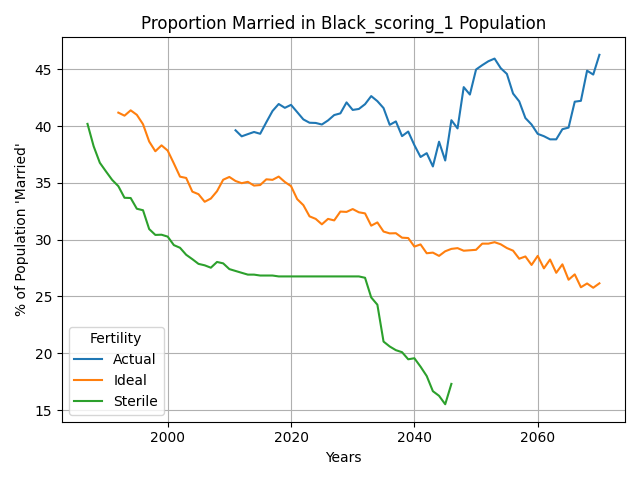 Proportion Married in Black_scoring_1 Population
% of Population 'Married'
45
40
35
30
25
20
15
Fertility
Actual
Ideal
Sterile
2000 2020 2040 2060
Years